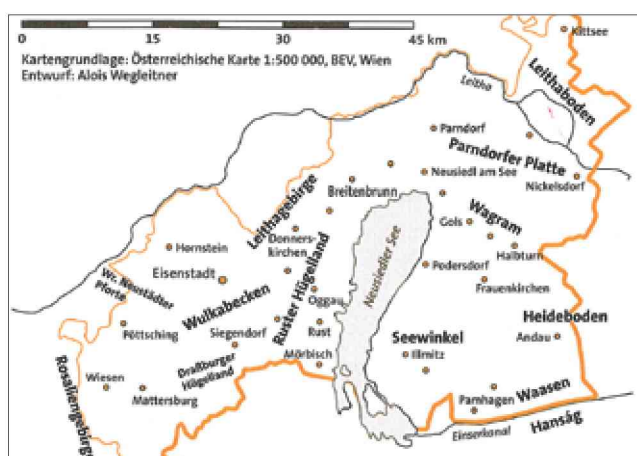 0 15 30 45 km
Kartengrundlage: Österreichische Karte 1:500 000, BEV, Wien
Entwurf: Alois Wegleitner
Kittsee
Leithaboden
Leitha
Parndorf
Parndorfer Platte
Neusiedl am See
Nickelsdorf
Breitenbrunn
Leithagebirge
Wagram
Gols
Donners-
kirchen
Hornstein
Halbturn
Neusiedler See
Eisenstadt
Podersdorf
Wr. Neustädter
Pforte
Ruster Hügelland
Frauenkirchen
Wulkabecken
Oggau
Heideboden
Pöttsching
Siegendorf
Rust
Seewinkel
Andau
Mörbisch
Illmitz
Draßburger
Hügelland
Rosaliengebirge
Wiesen
Mattersburg
Pamhagen
Waasen
Einserkanal
Hanság